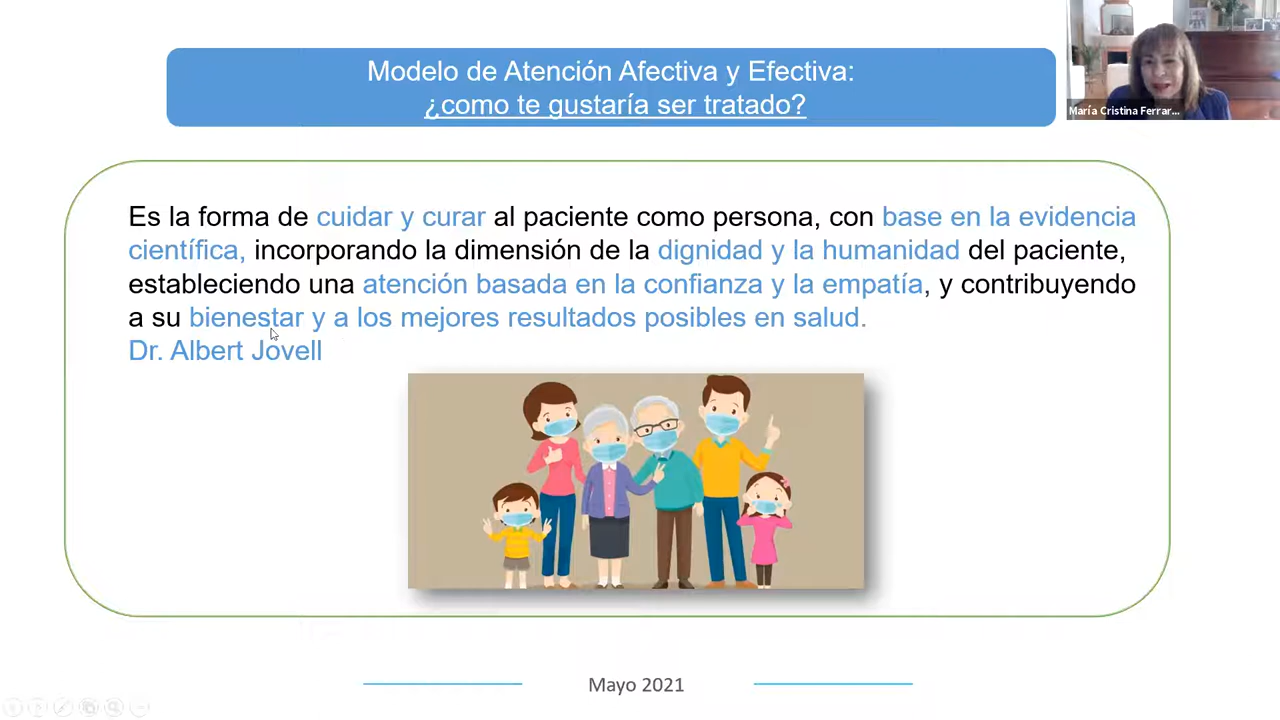 Modelo de Atención Afectiva y Efectiva:
¿como te gustaría ser tratado?
María Cristina Ferrar...
Es la forma de cuidar y curar al paciente como persona, con base en la evidencia
científica, incorporando la dimensión de la dignidad y la humanidad del paciente,
estableciendo una atención basada en la confianza y la empatía, y contribuyendo
a su bienestar y a los mejores resultados posibles en salud.
Dr. Albert Jovell
Mayo 2021